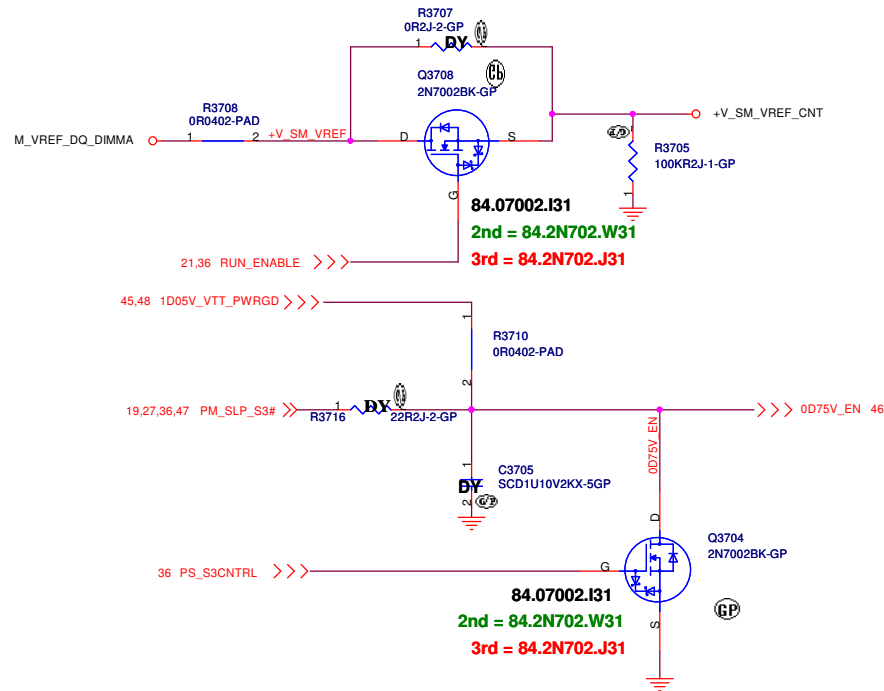 R3707
0R2J-2-GP
1 DY
Q3708
2N7002BK-GP
R3708
0R0402-PAD
M_VREF_DQ_DIMMA 1 2 +V_SM_VREF D S
+V_SM_VREF_CNT
R3705
100KR2J-1-GP
1
G
84.07002.I31
2nd = 84.2N702.W31
3rd = 84.2N702.J31
21,36 RUN_ENABLE
45,48 1D05V_VTT_PWRGD
1
R3710
0R0402-PAD
2
19,27,36,47 PM_SLP_S3# 1 DY
R3716 22R2J-2-GP
0D75V_EN 46
0D75V_EN
1
C3705
SCD1U10V2KX-5GP
DY
2
D
Q3704
2N7002BK-GP
36 PS_S3CNTRL G
84.07002.I31
2nd = 84.2N702.W31
3rd = 84.2N702.J31
S
GP